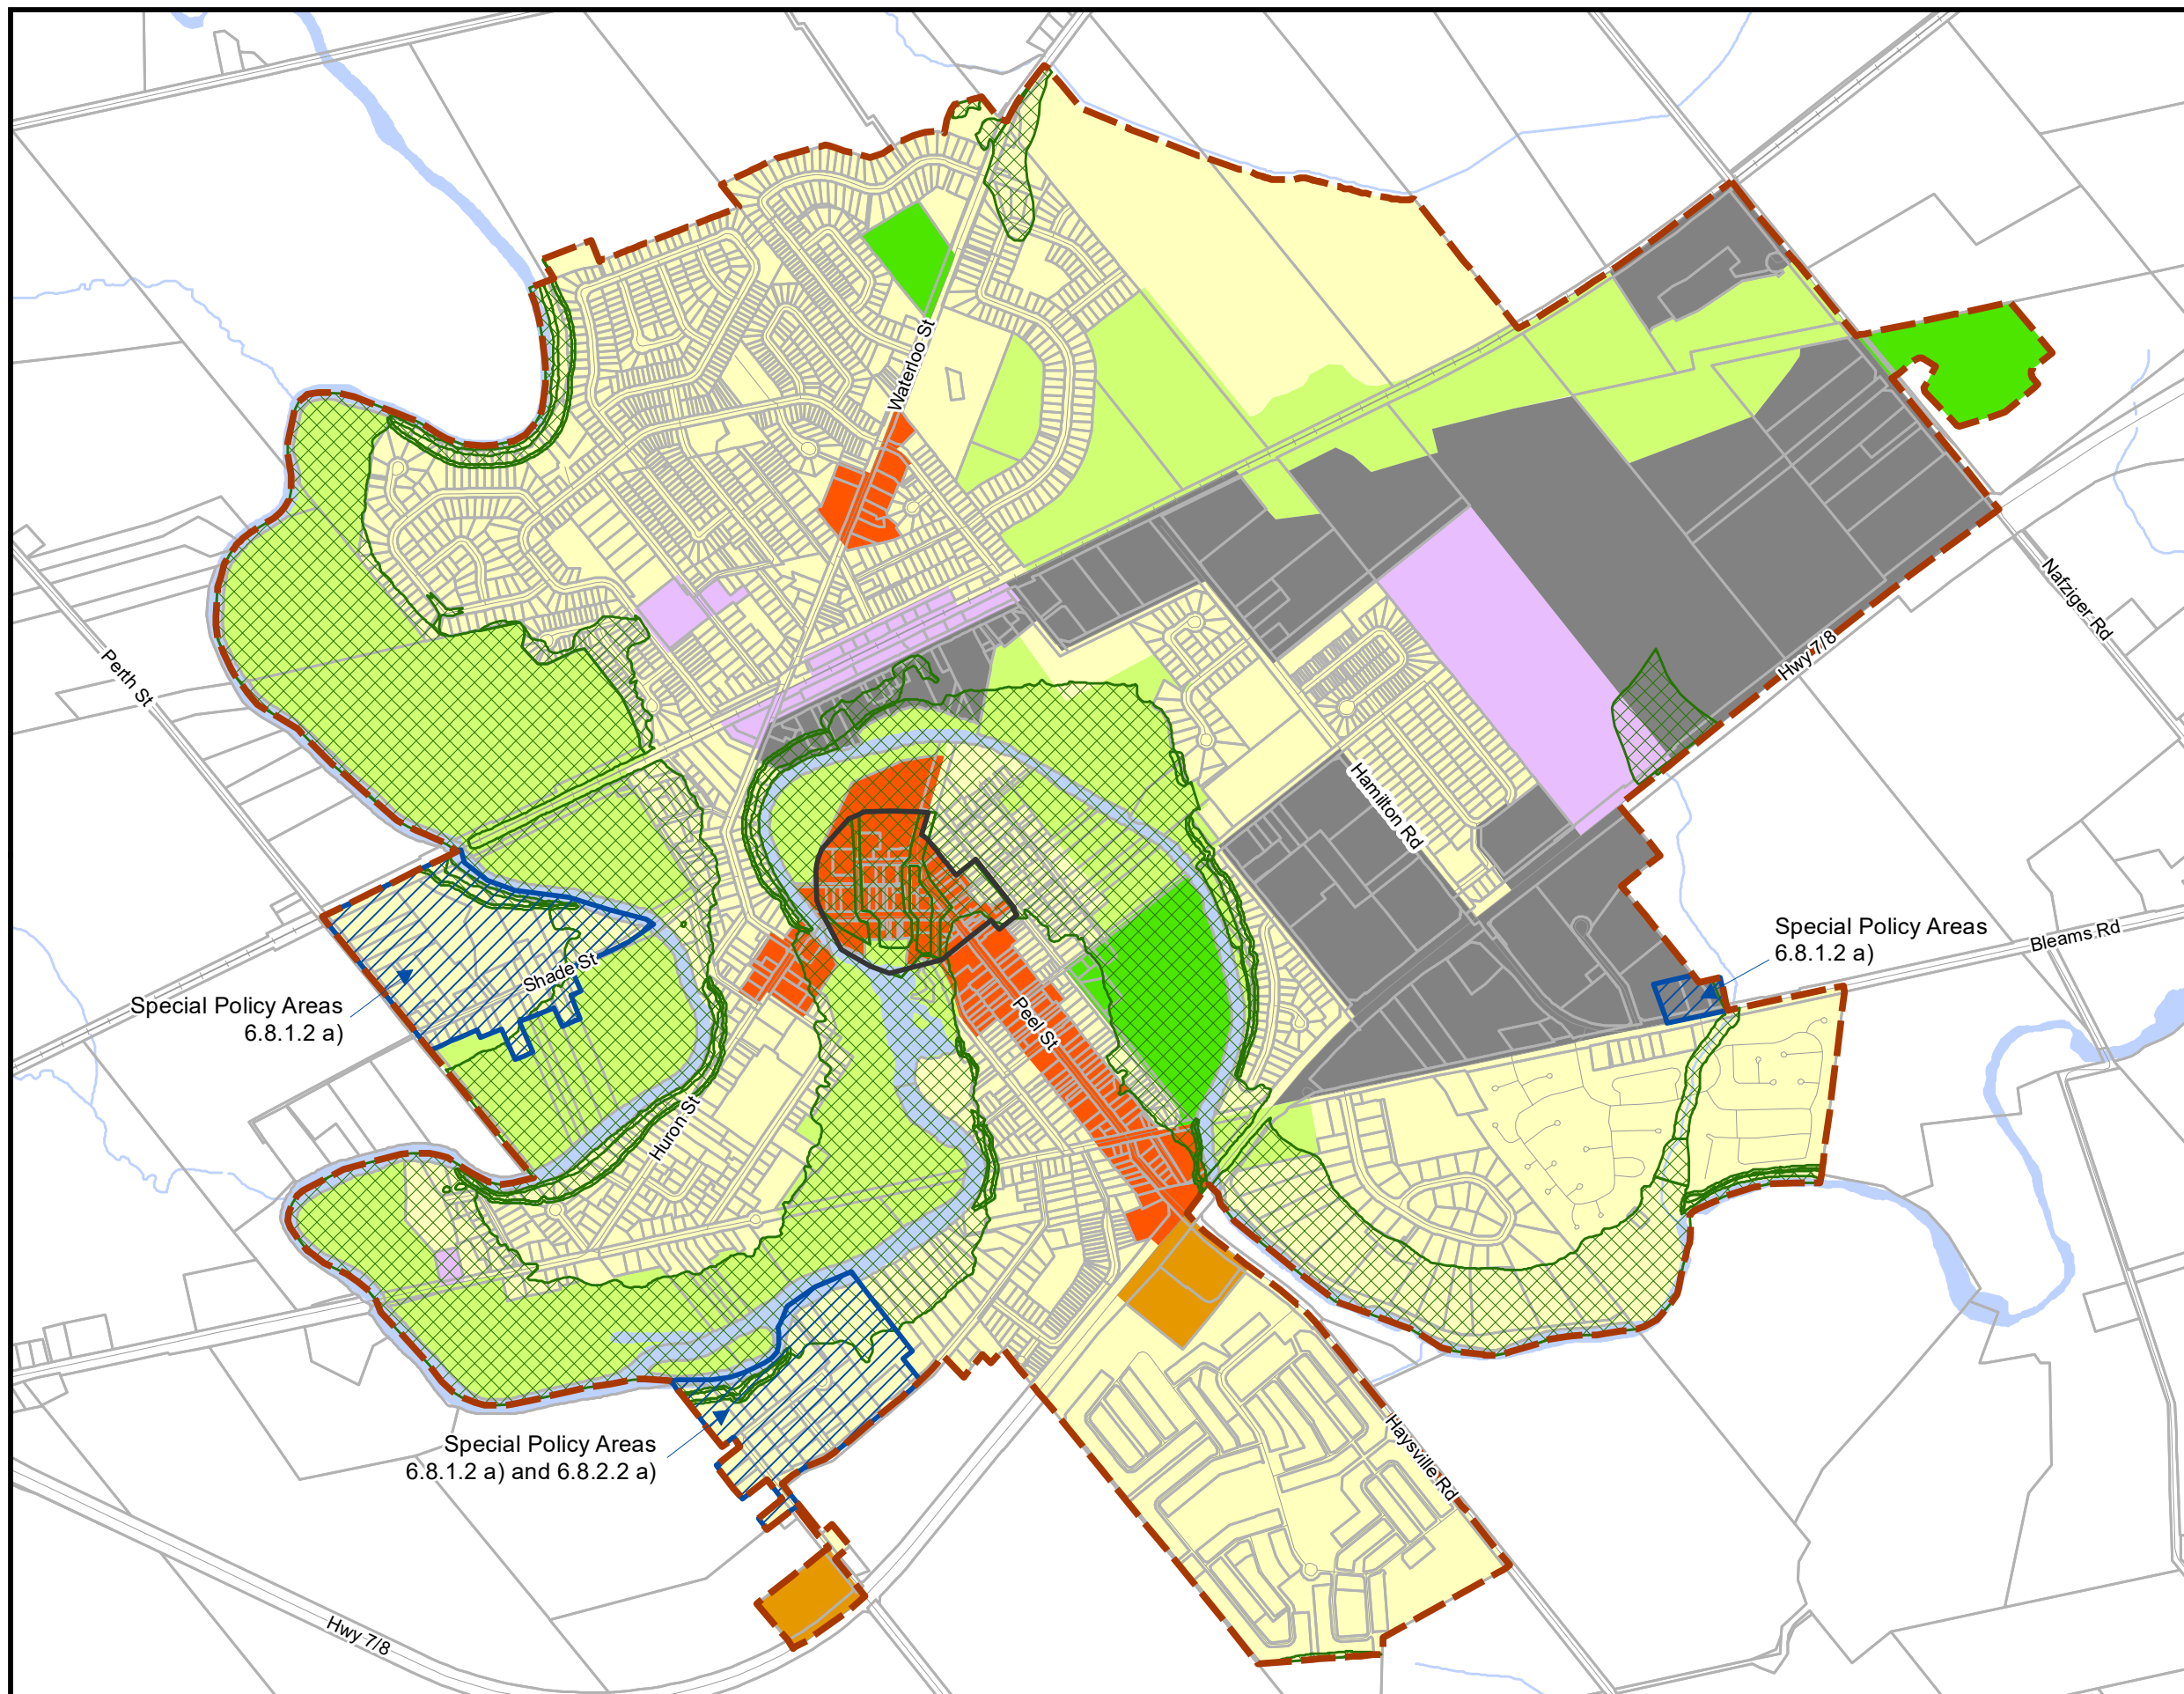 Waterloo St
Nafziger Rd
Hwy 7/8
Perth St
Hamilton Rd
Special Policy Areas
6.8.1.2 a)
Bleams Rd
Shade St
Special Policy Areas
6.8.1.2 a)
Peel St
Huron St
Special Policy Areas
6.8.1.2 a) and 6.8.2.2 a)
Haysville Rd
Hwy 7/8